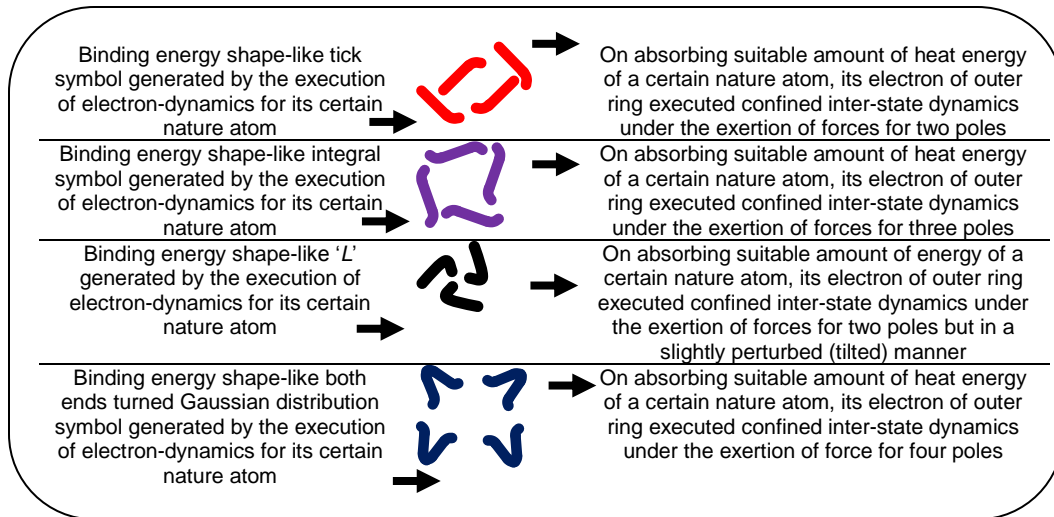 Binding energy shape-like tick
symbol generated by the execution
of electron-dynamics for its certain
nature atom
On absorbing suitable amount of heat energy
of a certain nature atom, its electron of outer
ring executed confined inter-state dynamics
under the exertion of forces for two poles
Binding energy shape-like integral
symbol generated by the execution
of electron-dynamics for its certain
nature atom
On absorbing suitable amount of heat energy
of a certain nature atom, its electron of outer
ring executed confined inter-state dynamics
under the exertion of forces for three poles
Binding energy shape-like ‘L’
generated by the execution of
electron-dynamics for its certain
nature atom
On absorbing suitable amount of energy of a
certain nature atom, its electron of outer ring
executed confined inter-state dynamics under
the exertion of forces for two poles but in a
slightly perturbed (tilted) manner
Binding energy shape-like both
ends turned Gaussian distribution
symbol generated by the execution
of electron-dynamics for its certain
nature atom
On absorbing suitable amount of heat energy
of a certain nature atom, its electron of outer
ring executed confined inter-state dynamics
under the exertion of force for four poles